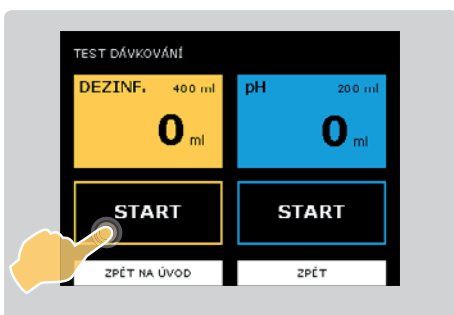 TEST DÁVKOVÁNÍ
DEZINF. 400 ml
0 ml
pH 200 ml
0 ml
START
START
ZPĚT NA ÚVOD
ZPĚT